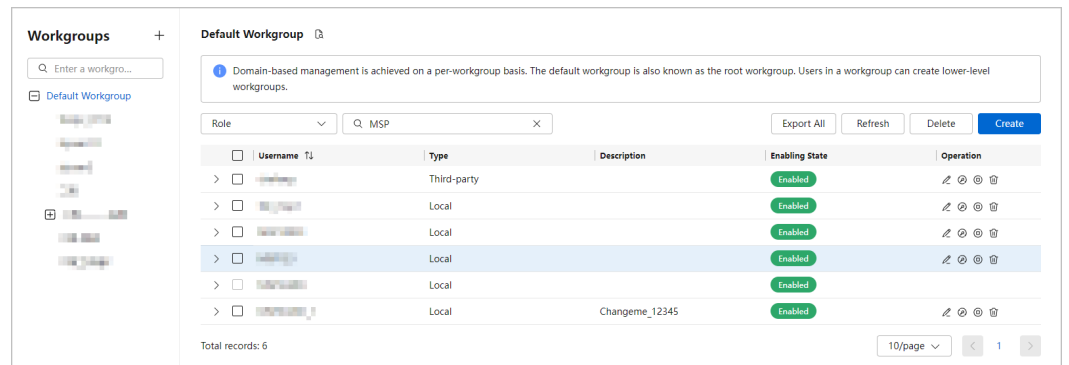 Workgroups +
Enter a workgro...
Default Workgroup
Default Workgroup
Domain-based management is achieved on a per-workgroup basis. The default workgroup is also known as the root workgroup. Users in a workgroup can create lower-level
workgroups.
Role MSP Export All Refresh Delete Create
Username Type Description Enabling State Operation
Third-party Enabled
Local Enabled
Local Enabled
Local Enabled
Local Enabled
Local Changeme_12345 Enabled
Total records: 6 10/page < 1 >